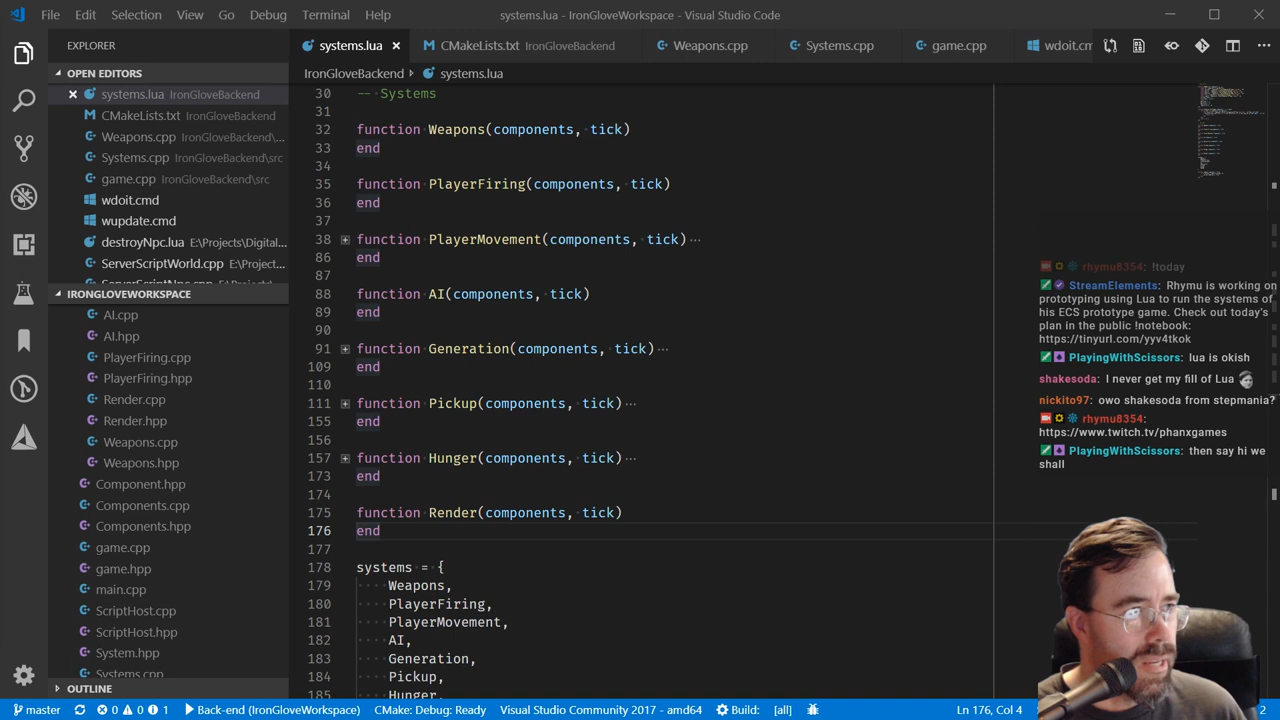 File Edit Selection View Go Debug Terminal Help
systems.lua - IronGloveWorkspace - Visual Studio Code
EXPLORER
OPEN EDITORS
systems.lua IronGloveBackend
CMakeLists.txt IronGloveBackend
Weapons.cpp IronGloveBackend\src
Systems.cpp IronGloveBackend\src
game.cpp IronGloveBackend\src
wdoit.cmd
wupdate.cmd
destroyNpc.lua E:\Projects\Digital...
ServerScriptWorld.cpp E:\Project...
ServerScriptNpc.cpp E:\Projects\...
IRONGLOVEWORKSPACE
AI.cpp
AI.hpp
PlayerFiring.cpp
PlayerFiring.hpp
Render.cpp
Render.hpp
Weapons.cpp
Weapons.hpp
Component.hpp
Components.cpp
Components.hpp
game.cpp
game.hpp
main.cpp
ScriptHost.cpp
ScriptHost.hpp
System.hpp
Systems.cpp
OUTLINE
systems.lua CMakeLists.txt IronGloveBackend Weapons.cpp Systems.cpp game.cpp wdoit.cm
IronGloveBackend systems.lua
30 -- Systems
31
32 function Weapons(components, tick)
33 end
34
35 function PlayerFiring(components, tick)
36 end
37
38 function PlayerMovement(components, tick)...
86 end
87
88 function AI(components, tick)
89 end
90
91 function Generation(components, tick)...
109 end
110
111 function Pickup(components, tick)...
155 end
156
157 function Hunger(components, tick)...
173 end
174
175 function Render(components, tick)
176 end
177
178 systems = {
179 Weapons,
180 PlayerFiring,
181 PlayerMovement,
182 AI,
183 Generation,
184 Pickup,
185 Hunger,
rhymu8354: !today
StreamElements: Rhymu is working on
prototyping using Lua to run the systems of
his ECS prototype game. Check out today's
plan in the public !notebook:
https://tinyurl.com/yyv4tkok
PlayingWithScissors: lua is okish
shakesoda: I never get my fill of Lua
nickito97: owo shakesoda from stepmania?
rhymu8354:
https://www.twitch.tv/phanxgames
PlayingWithScissors: then say hi we
shall
master 0 0 1 Back-end (IronGloveWorkspace) CMake: Debug: Ready Visual Studio Community 2017 - amd64 Build: [all] Ln 176, Col 4 2